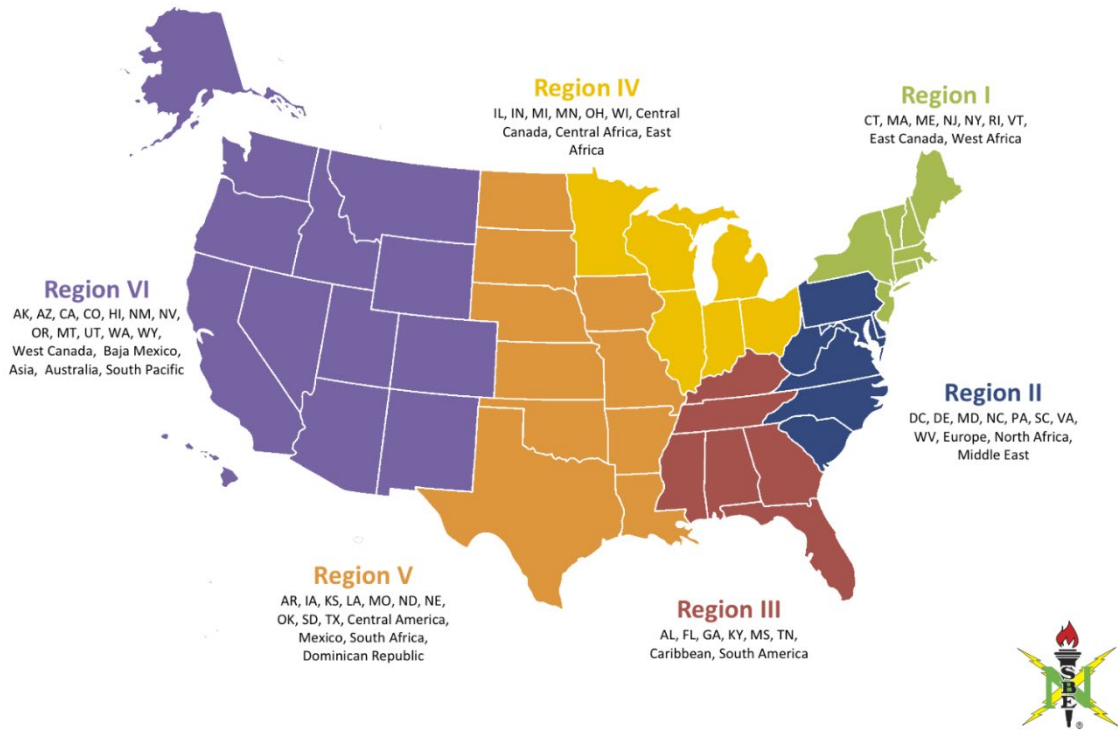 Region IV
IL, IN, MI, MN, OH, WI, Central
Canada, Central Africa, East
Africa
Region I
CT, MA, ME, NJ, NY, RI, VT,
East Canada, West Africa
Region VI
AK, AZ, CA, CO, HI, NM, NV,
OR, MT, UT, WA, WY,
West Canada, Baja Mexico,
Asia, Australia, South Pacific
Region II
DC, DE, MD, NC, PA, SC, VA,
WV, Europe, North Africa,
Middle East
Region V
AR, IA, KS, LA, MO, ND, NE,
OK, SD, TX, Central America,
Mexico, South Africa,
Dominican Republic
Region III
AL, FL, GA, KY, MS, TN,
Caribbean, South America
N
SBE
®